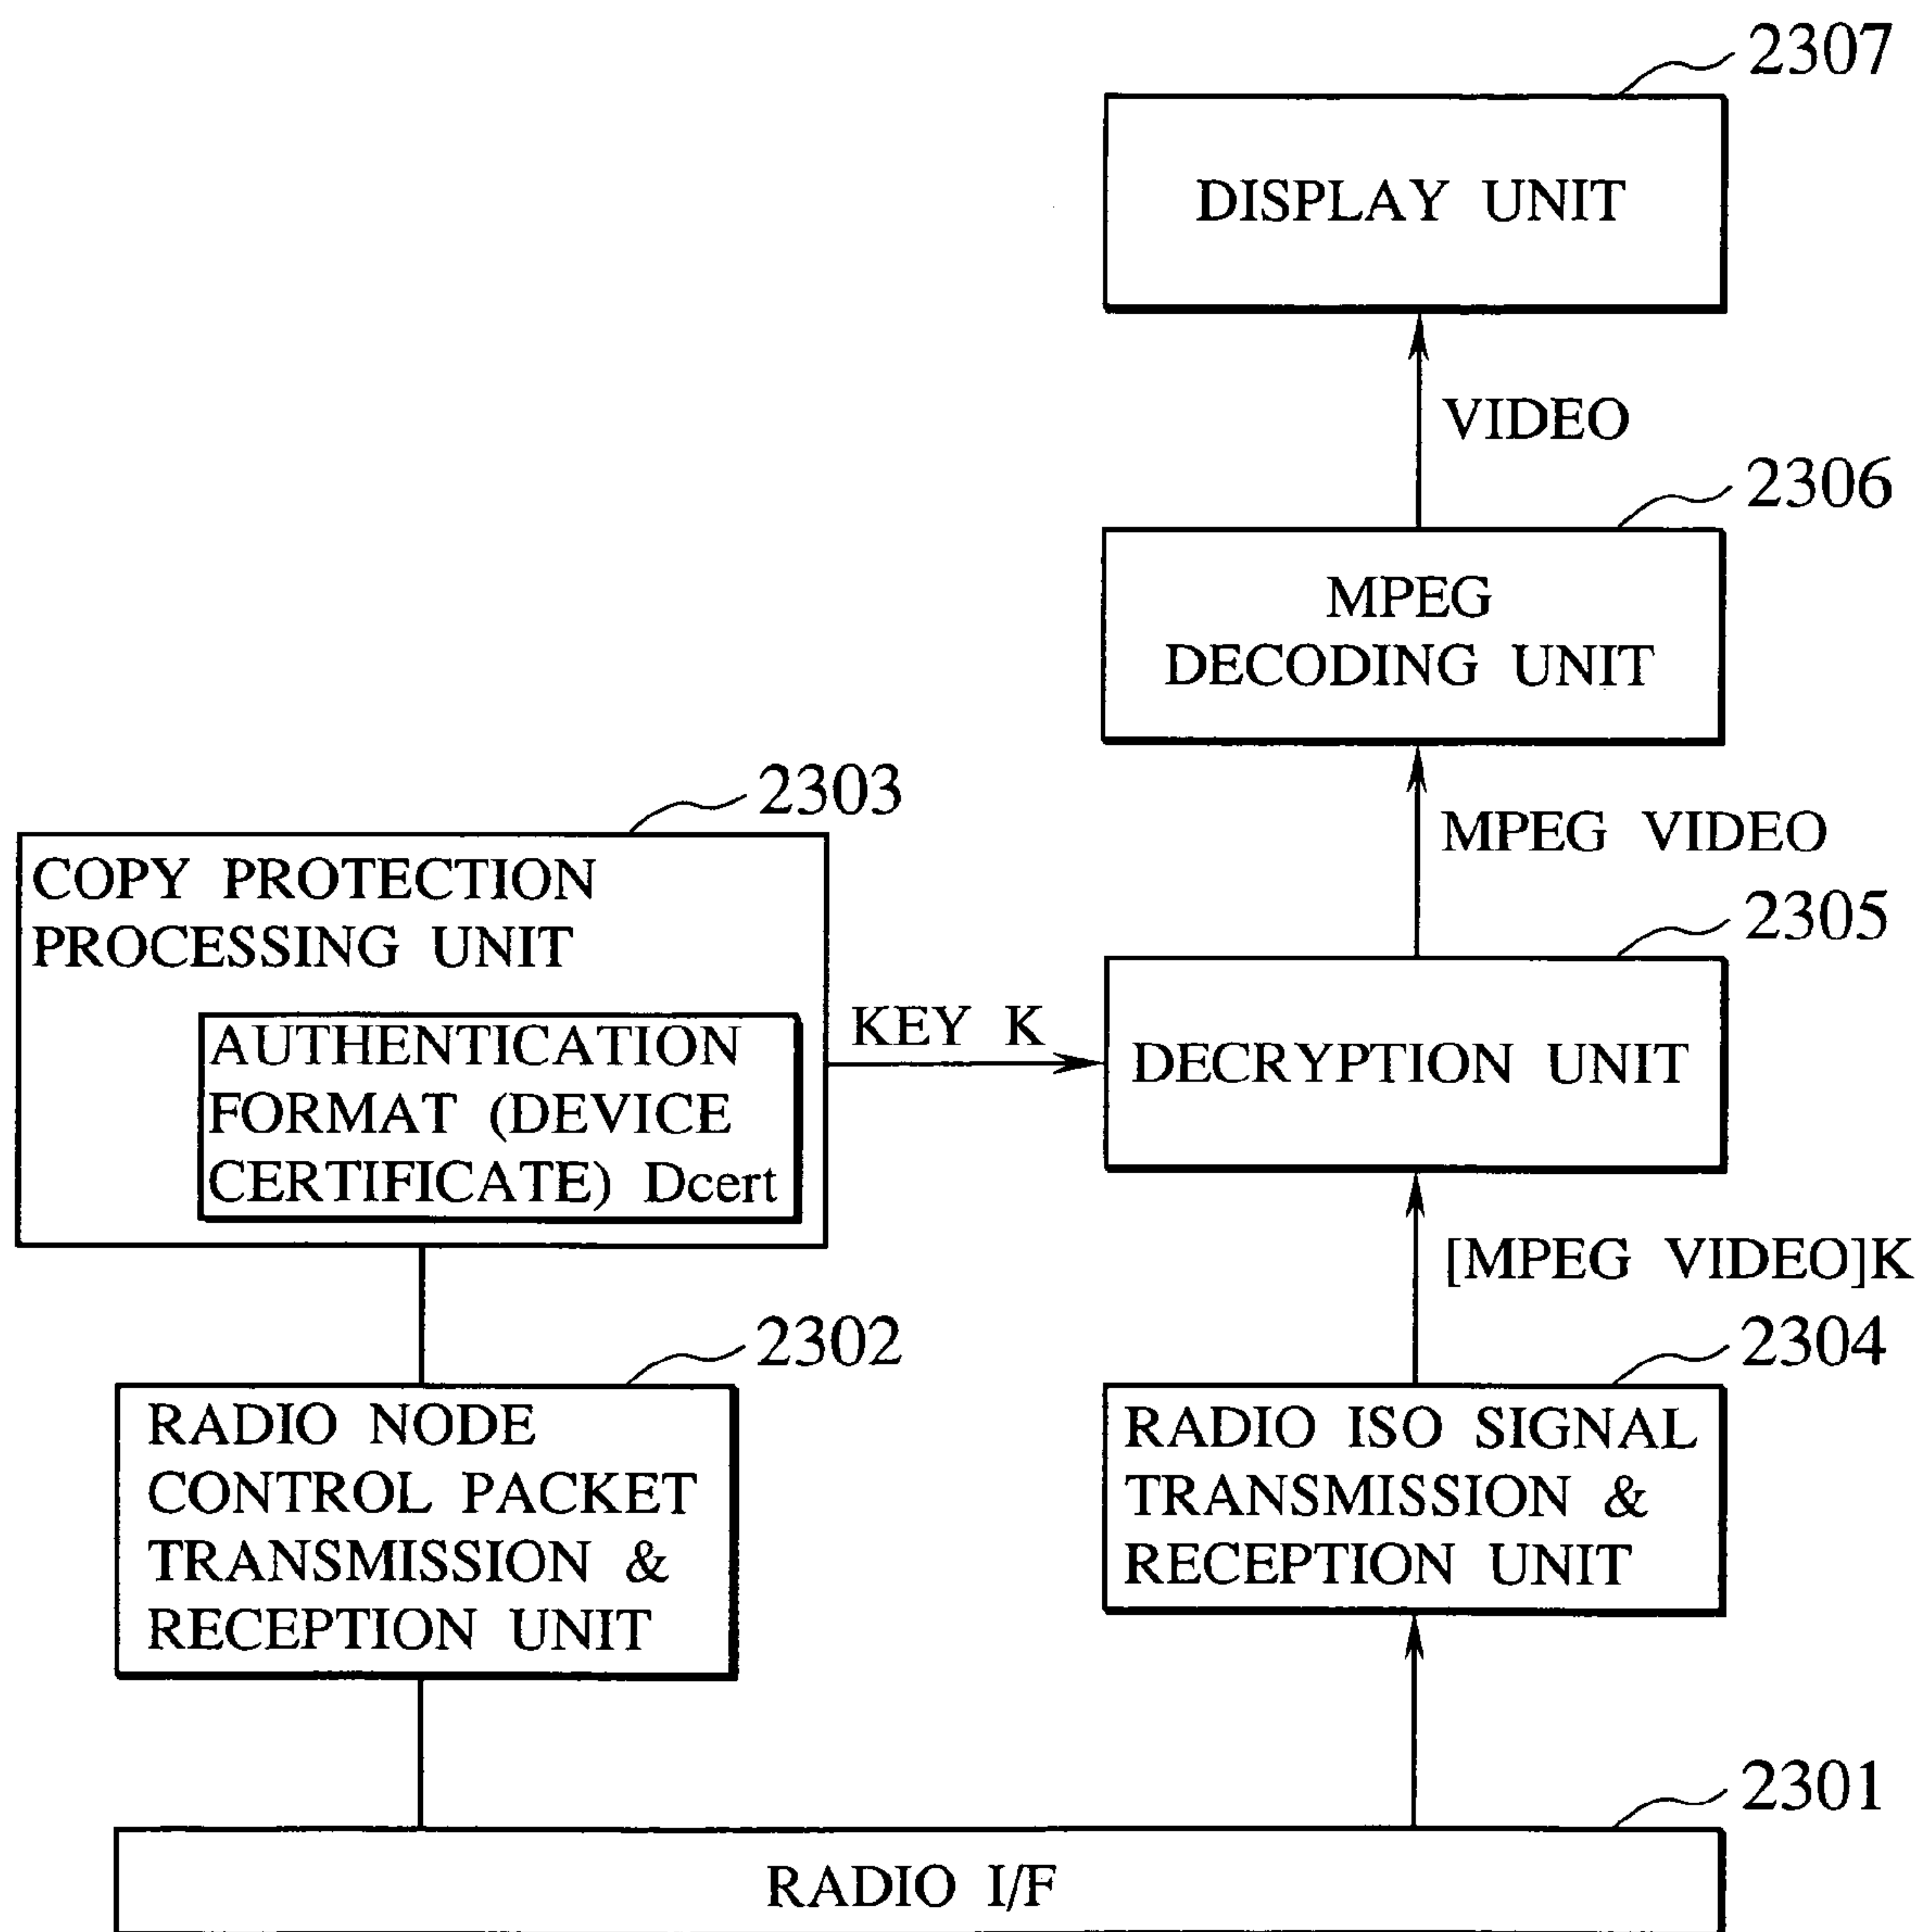 2307
DISPLAY UNIT
VIDEO
2306
MPEG
DECODING UNIT
2303
MPEG VIDEO
COPY PROTECTION
PROCESSING UNIT
2305
AUTHENTICATION
FORMAT (DEVICE
CERTIFICATE) Dcert
KEY K
DECRYPTION UNIT
[MPEG VIDEO]K
2302
2304
RADIO NODE
CONTROL PACKET
TRANSMISSION &
RECEPTION UNIT
RADIO ISO SIGNAL
TRANSMISSION &
RECEPTION UNIT
2301
RADIO I/F